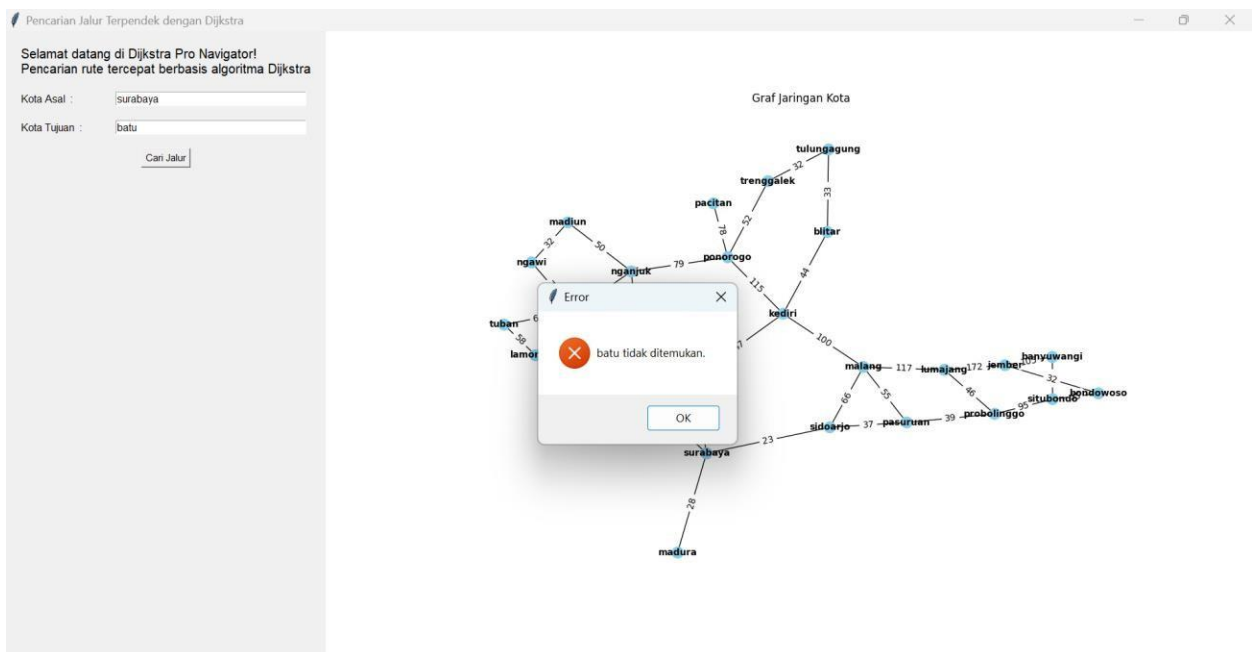 Pencarian Jalur Terpendek dengan Dijkstra
Selamat datang di Dijkstra Pro Navigator!
Pencarian rute tercepat berbasis algoritma Dijkstra
Kota Asal :
surabaya
Kota Tujuan :
batu
Cari Jalur
Graf Jaringan Kota
tulungagung
32
trenggalek
33
pacitan
52
78
madiun
blitar
32
50
ponorogo
ngawi
79
nganjuk
44
115
Error
kediri
tuban
58
100
batu tidak ditemukan.
banyuwangi
malang
117
lumajang
172
jember
32
bondowoso
66
55
46
situbondo
OK
95
probolinggo
39
pasuruan
37
sidoarjo
23
surabaya
28
madura